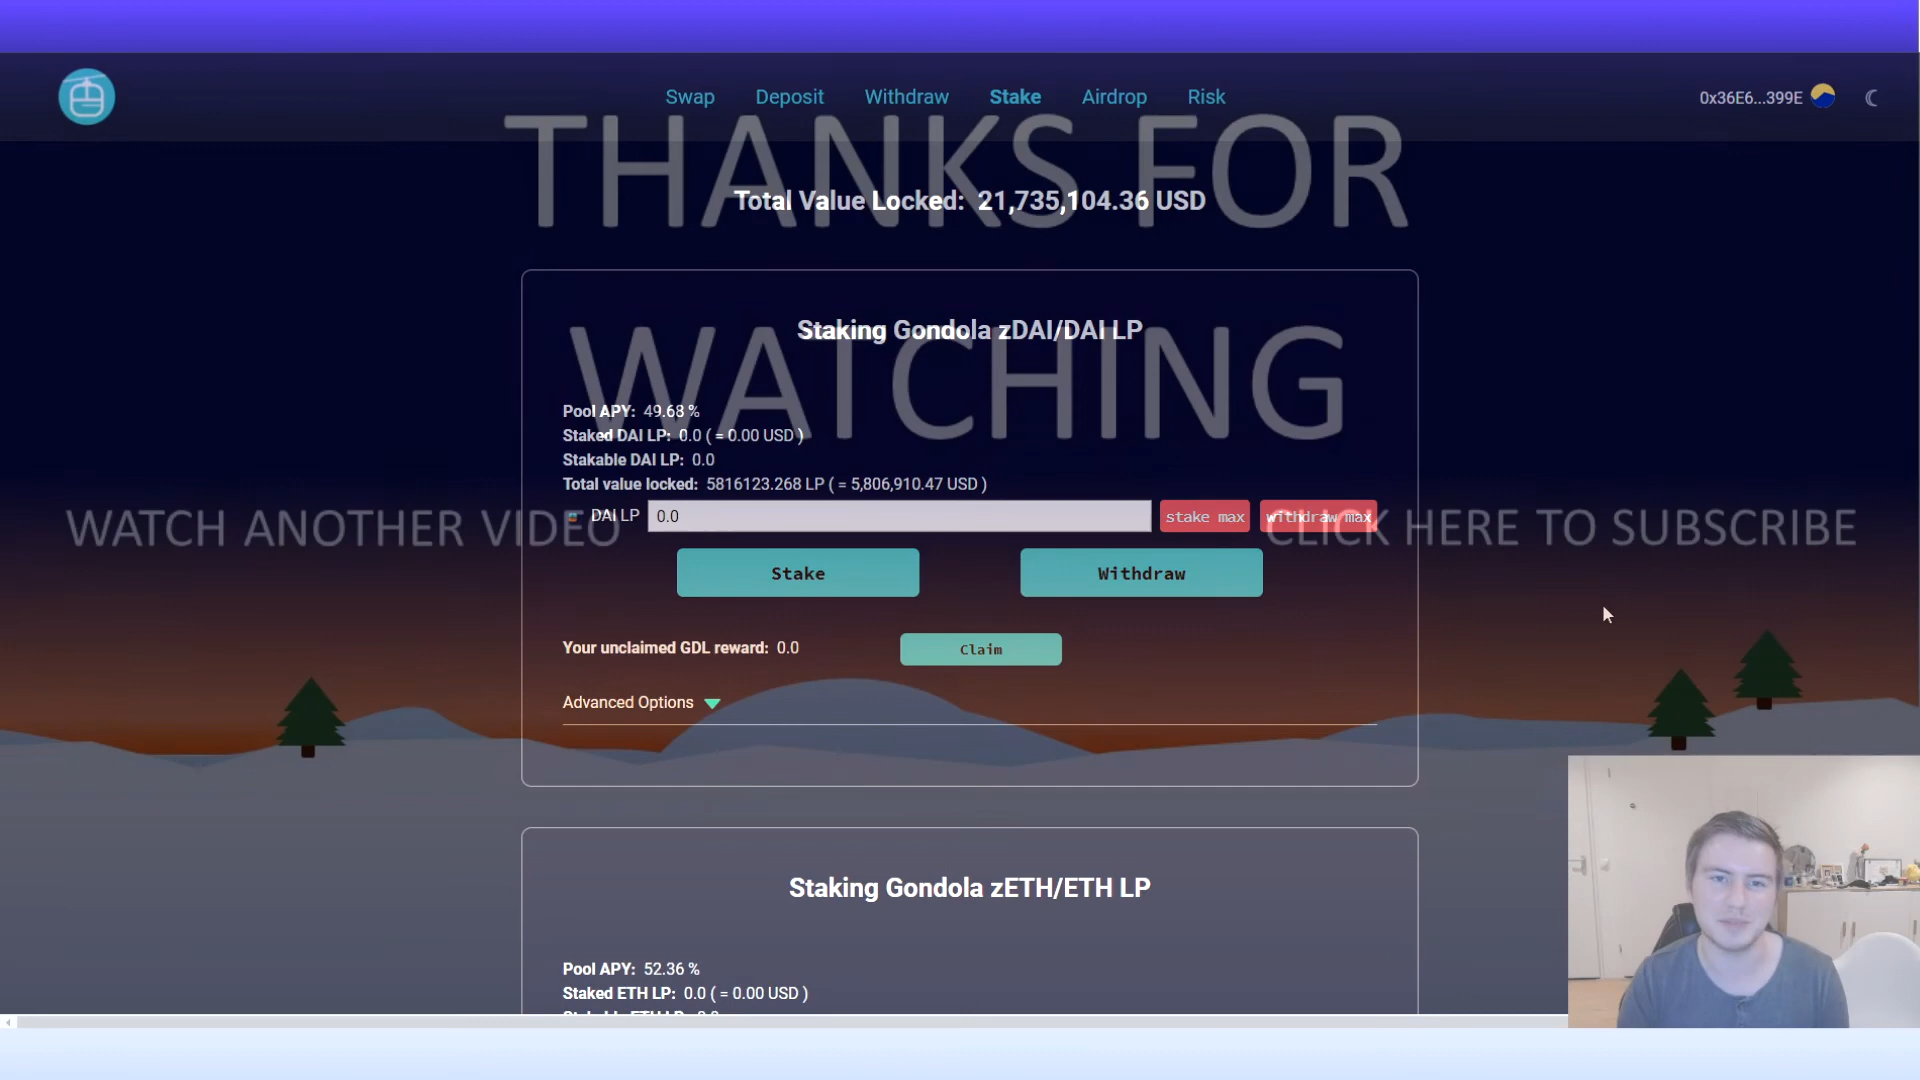 Swap Deposit Withdraw Stake Airdrop Risk 0x36E6...399E
THANKS FOR
Total Value Locked: 21,735,104.36 USD
Staking Gondola zDAI/DAI LP
WATCHING
Pool APY: 49.68 %
Staked DAI LP: 0.0 ( = 0.00 USD )
Stakable DAI LP: 0.0
Total value locked: 5816123.268 LP ( = 5,806,910.47 USD )
DAI LP 0.0 stake max withdraw max
WATCH ANOTHER VIDEO CLICK HERE TO SUBSCRIBE
Stake Withdraw
Your unclaimed GDL reward: 0.0 Claim
Advanced Options
Staking Gondola zETH/ETH LP
Pool APY: 52.36 %
Staked ETH LP: 0.0 ( = 0.00 USD )